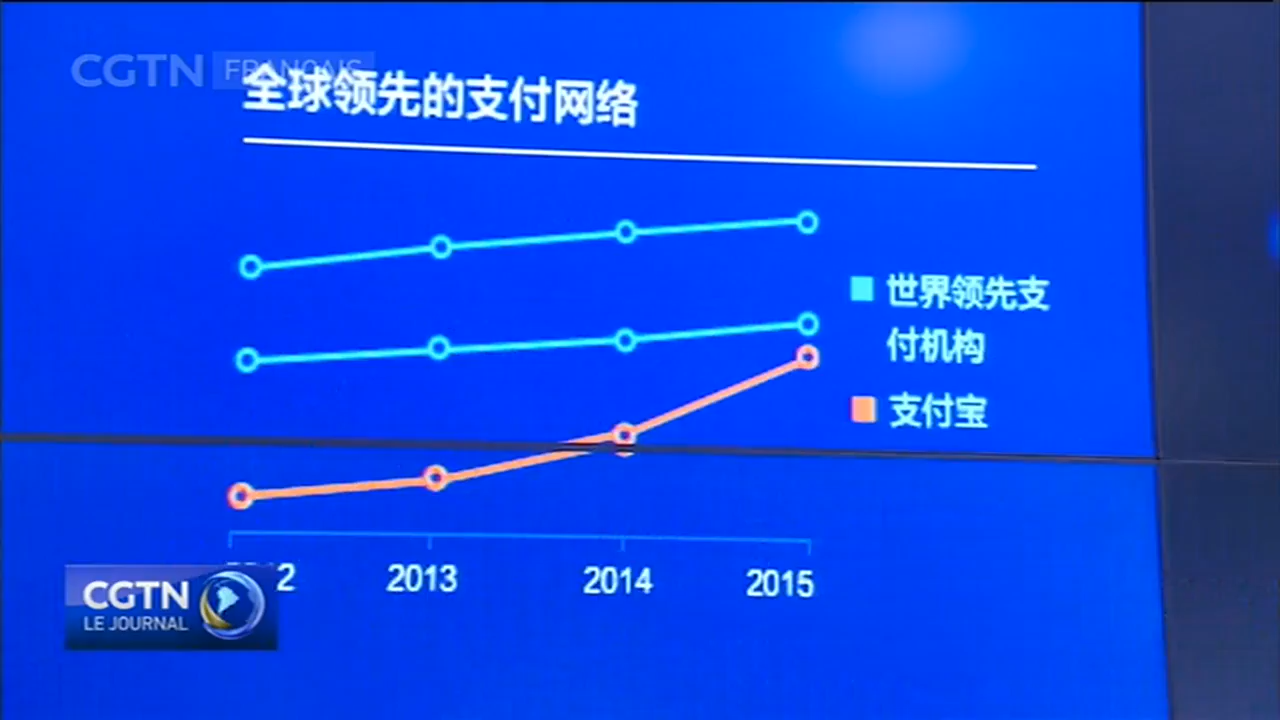 CGTN FRANÇAIS
全球领先的支付网络
世界领先支
付机构
支付宝
2013 2014 2015
CGTN
LE JOURNAL